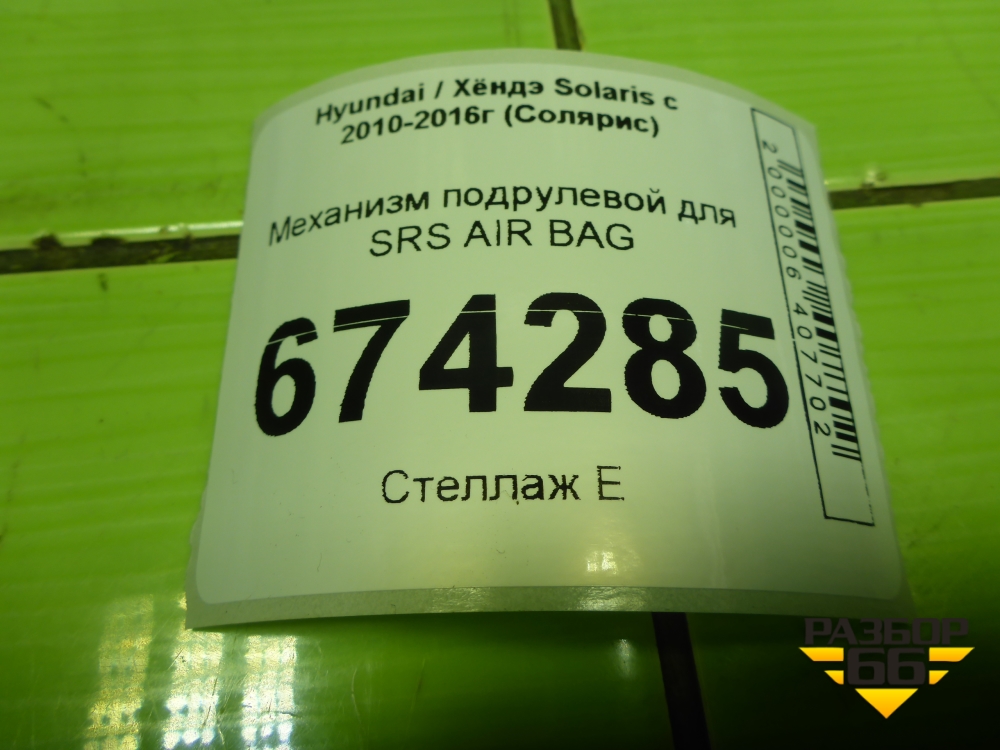 Hyundai / Хёндэ Solaris с
2010-2016г (Солярис)
Механизм подрулевой для
SRS AIR BAG
674285
Стеллаж Е
2000006407702
РАЗБОР
66